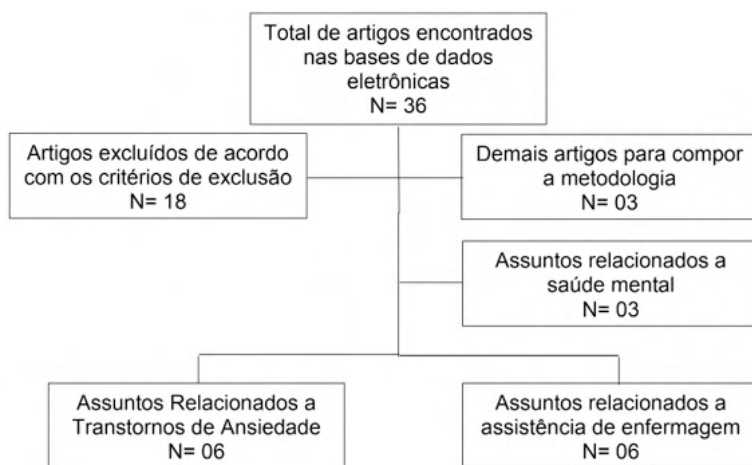 Total de artigos encontrados
nas bases de dados
eletrônicas
N= 36
Artigos excluídos de acordo
com os critérios de exclusão
N= 18
Demais artigos para compor
a metodologia
N= 03
Assuntos relacionados a
saúde mental
N= 03
Assuntos Relacionados a
Transtornos de Ansiedade
N= 06
Assuntos relacionados a
assistência de enfermagem
N= 06